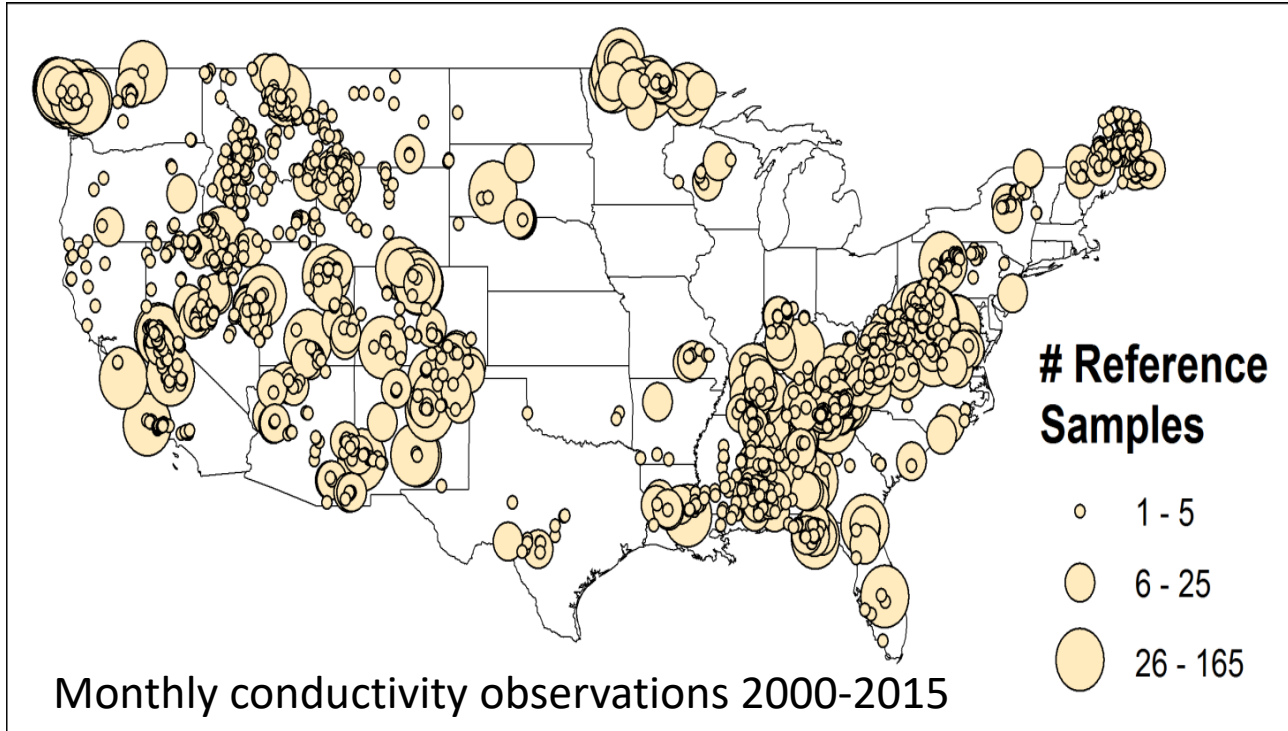 # Reference
Samples
1 - 5
6 - 25
26 - 165
Monthly conductivity observations 2000-2015